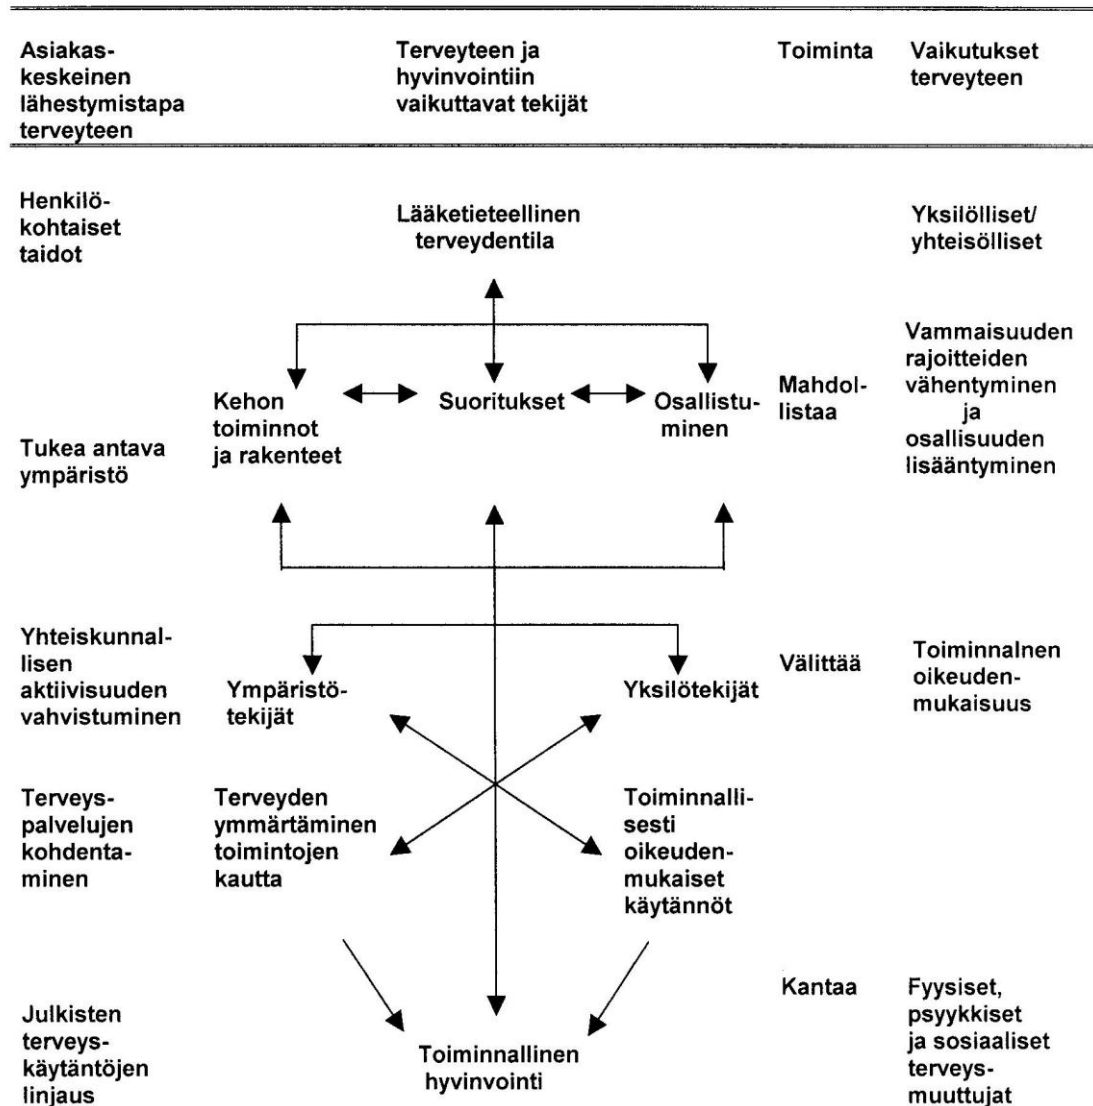 Asiakas-
keskeinen
lähestymistapa
terveyteen
Terveyteen ja
hyvinvointiin
vaikuttavat tekijät
Toiminta
Vaikutukset
terveyteen
Henkilö-
kohtaiset
taidot
Lääketieteellinen
terveydentila
Yksilölliset/
yhteisölliset
Kehon
toiminnot
ja rakenteet
Suoritukset
Osallistu-
minen
Mahdol-
listaa
Vammaisuuden
rajoitteiden
vähentyminen
ja
osallisuuden
lisääntyminen
Tukea antava
ympäristö
Yhteiskunnal-
lisen
aktiivisuuden
vahvistuminen
Ympäristö-
tekijät
Yksilötekijät
Välittää
Toiminnalnen
oikeuden-
mukaisuus
Terveys-
palvelujen
kohdenta-
minen
Terveyden
ymmärtäminen
toimintojen
kautta
Toiminnalli-
sesti
oikeuden-
mukaiset
käytännöt
Julkisten
terveys-
käytäntöjen
linjaus
Toiminnallinen
hyvinvointi
Kantaa
Fyysiset,
psyykkiset
ja sosiaaliset
terveys-
muuttujat